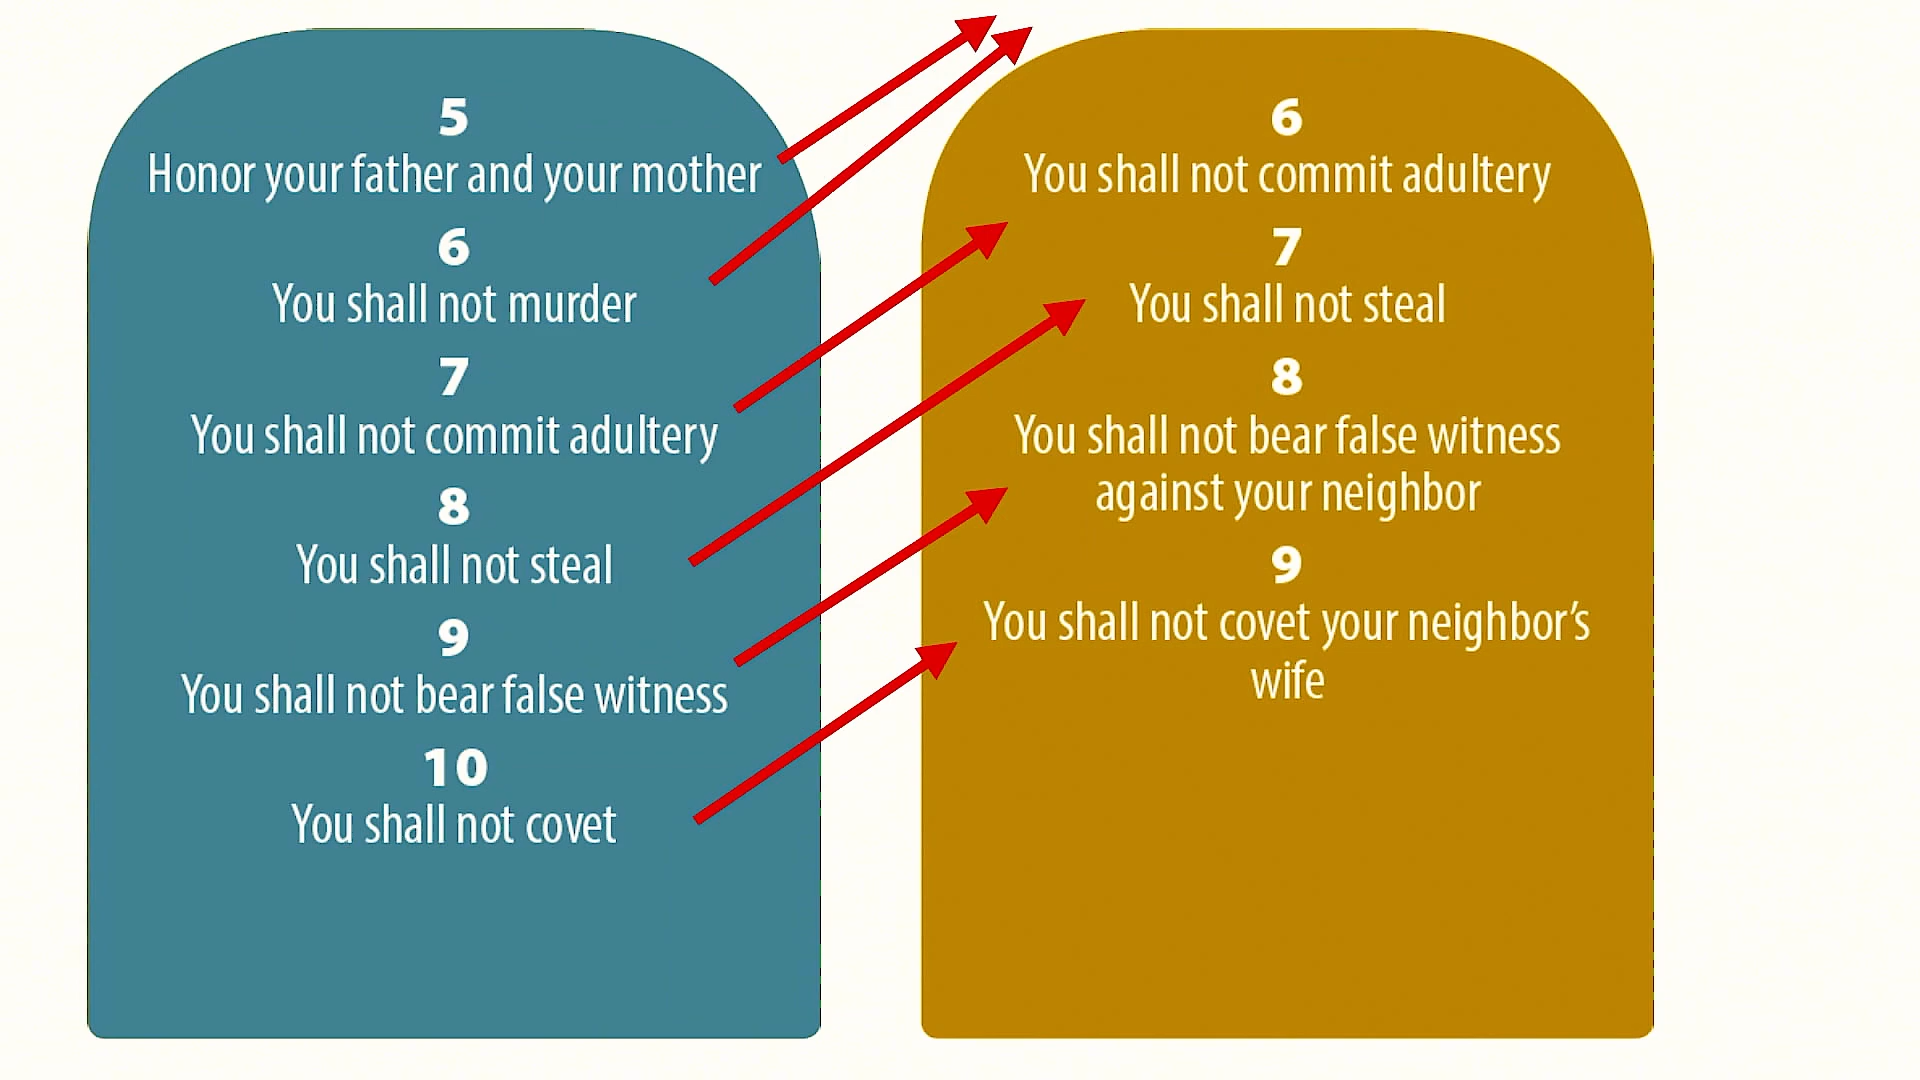 5
Honor your father and your mother
6
You shall not murder
7
You shall not commit adultery
8
You shall not steal
9
You shall not bear false witness
10
You shall not covet
6
You shall not commit adultery
7
You shall not steal
8
You shall not bear false witness
against your neighbor
9
You shall not covet your neighbor’s
wife